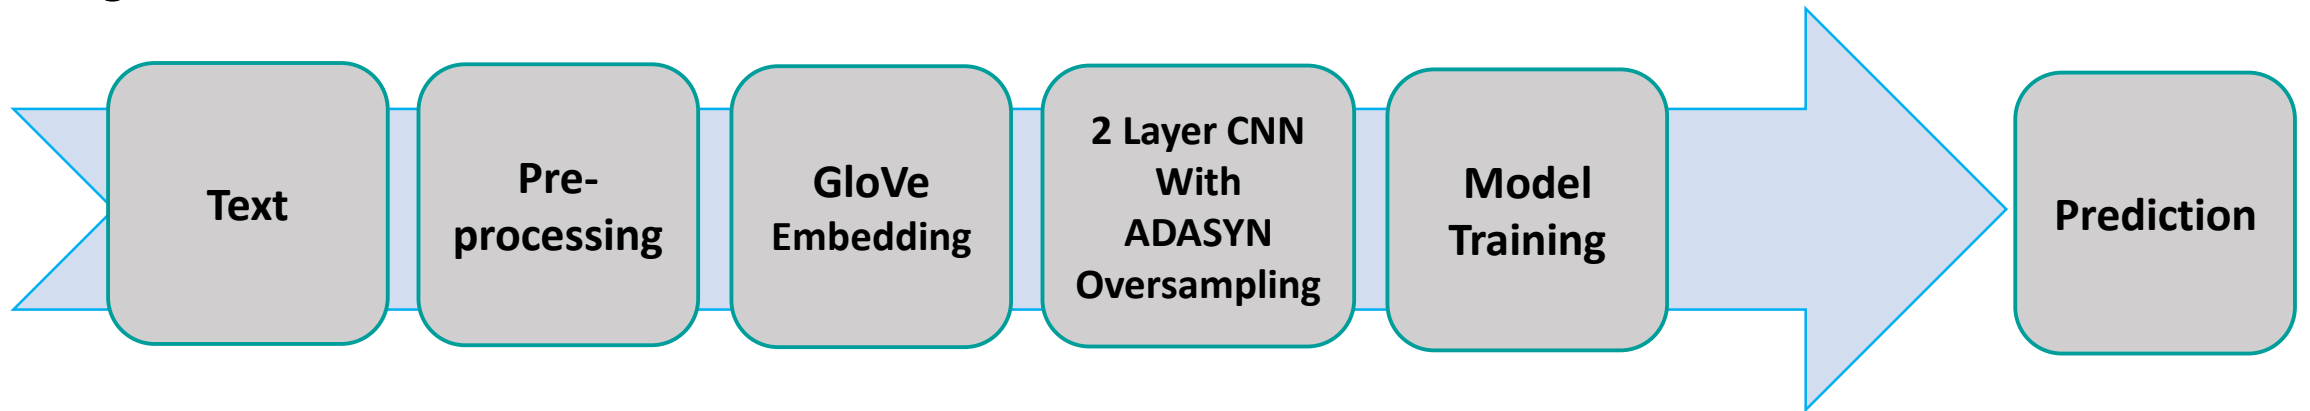 Text
Pre-
processing
GloVe
Embedding
2 Layer CNN
With
ADASYN
Oversampling
Model
Training
Prediction